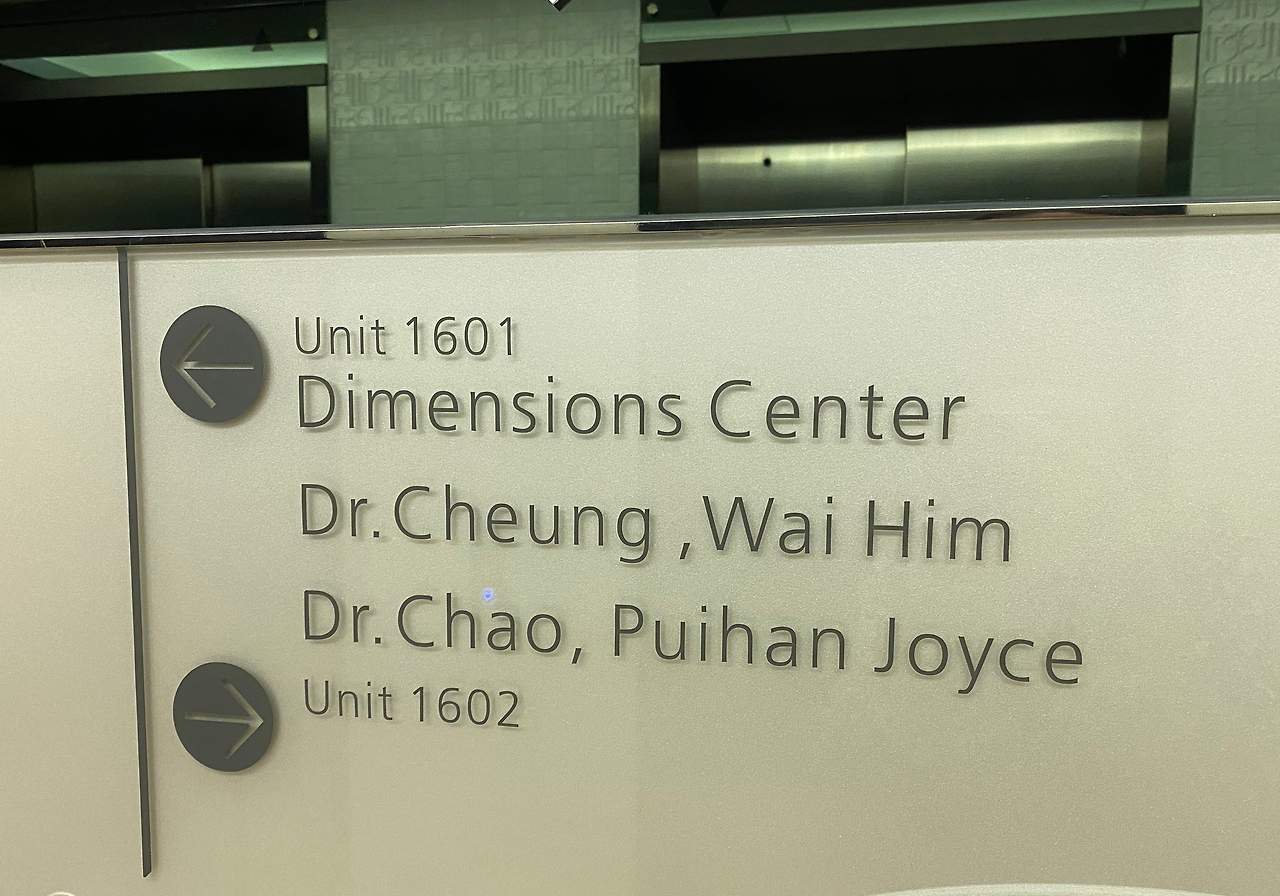 Unit 1601
Dimensions Center
Dr. Cheung ,Wai Him
Dr. Chao, Puihan Joyce
Unit 1602